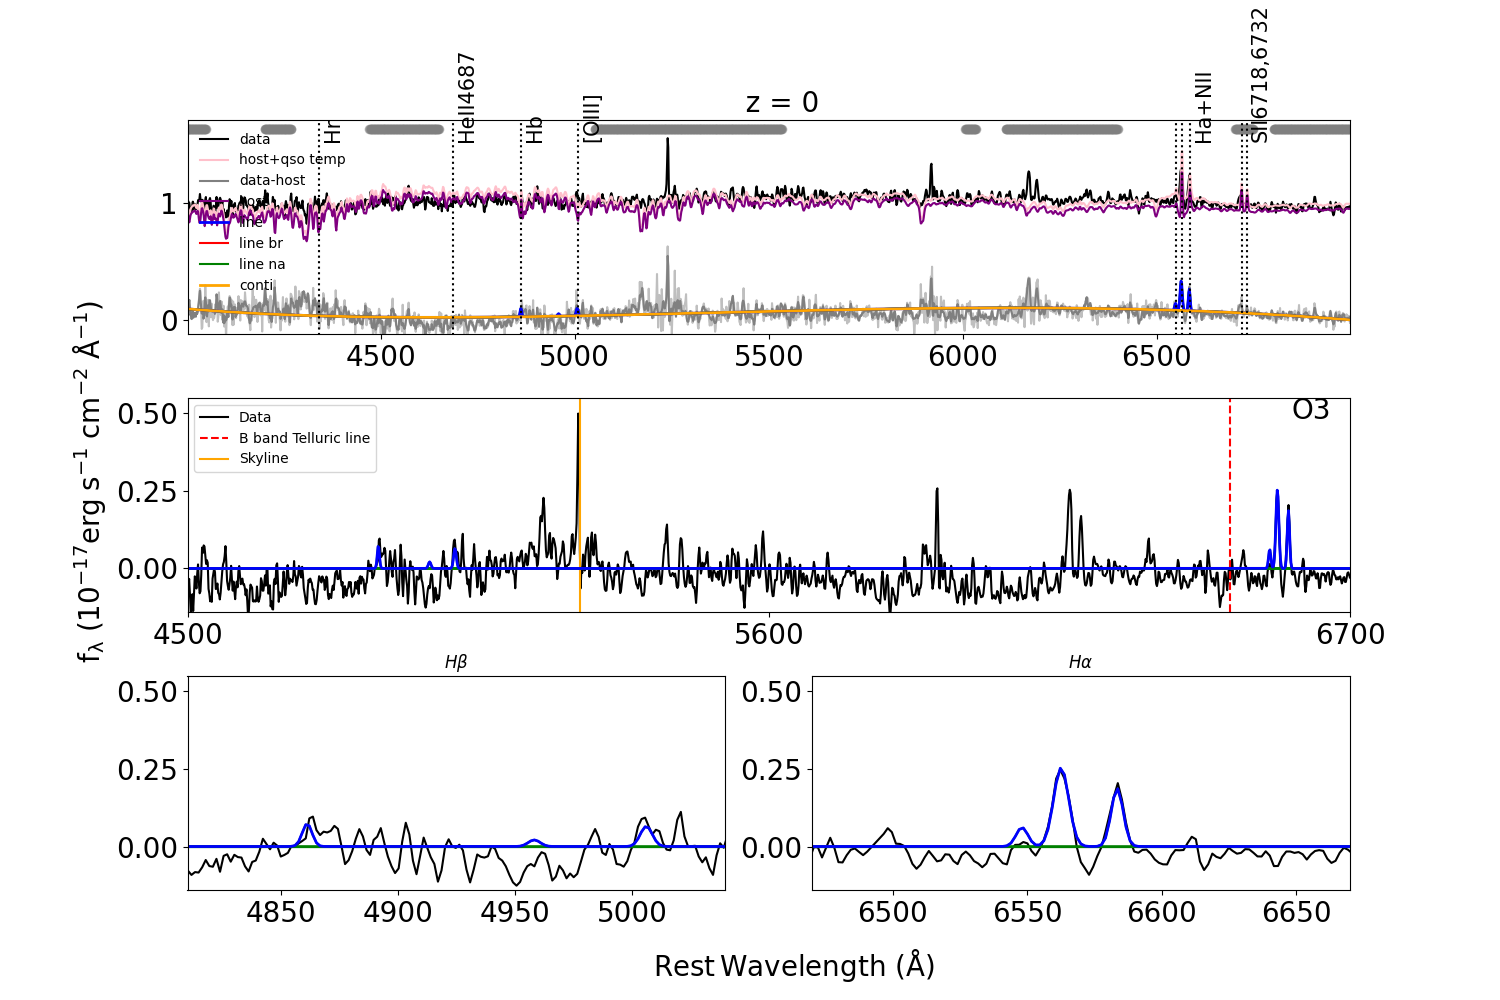 z = 0
Hr
HeII4687
Hb
[OIII]
Ha+NII
SII6718,6732
data
host+qso temp
data-host
host
line
line br
line na
conti
1
0
4500
5000
5500
6000
6500
fλ (10⁻¹⁷erg s⁻¹ cm⁻² Å⁻¹)
O3
Data
B band Telluric line
Skyline
0.50
0.25
0.00
4500
5600
6700
Hβ
0.50
0.25
0.00
4850
4900
4950
5000
Hα
0.50
0.25
0.00
6500
6550
6600
6650
Rest Wavelength (Å)